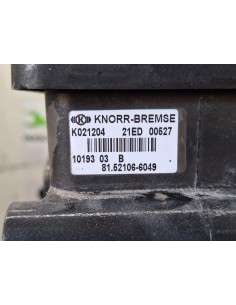 KNORR-BREMSE
K021204 21ED 00527
10193 03 B
81.52106-6049